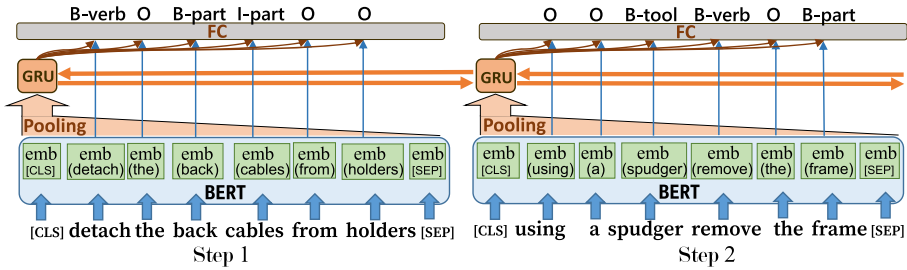 B-verb O B-part I-part O O
FC
GRU
Pooling
emb emb emb emb emb emb emb emb
[CLS] (detach) (the) (back) (cables) (from) (holders) [SEP]
BERT
[CLS] detach the back cables from holders [SEP]
Step 1
O O B-tool B-verb O B-part
FC
GRU
Pooling
emb emb emb emb emb emb emb emb
[CLS] (using) (a) (spudger) (remove) (the) (frame) [SEP]
BERT
[CLS] using a spudger remove the frame [SEP]
Step 2